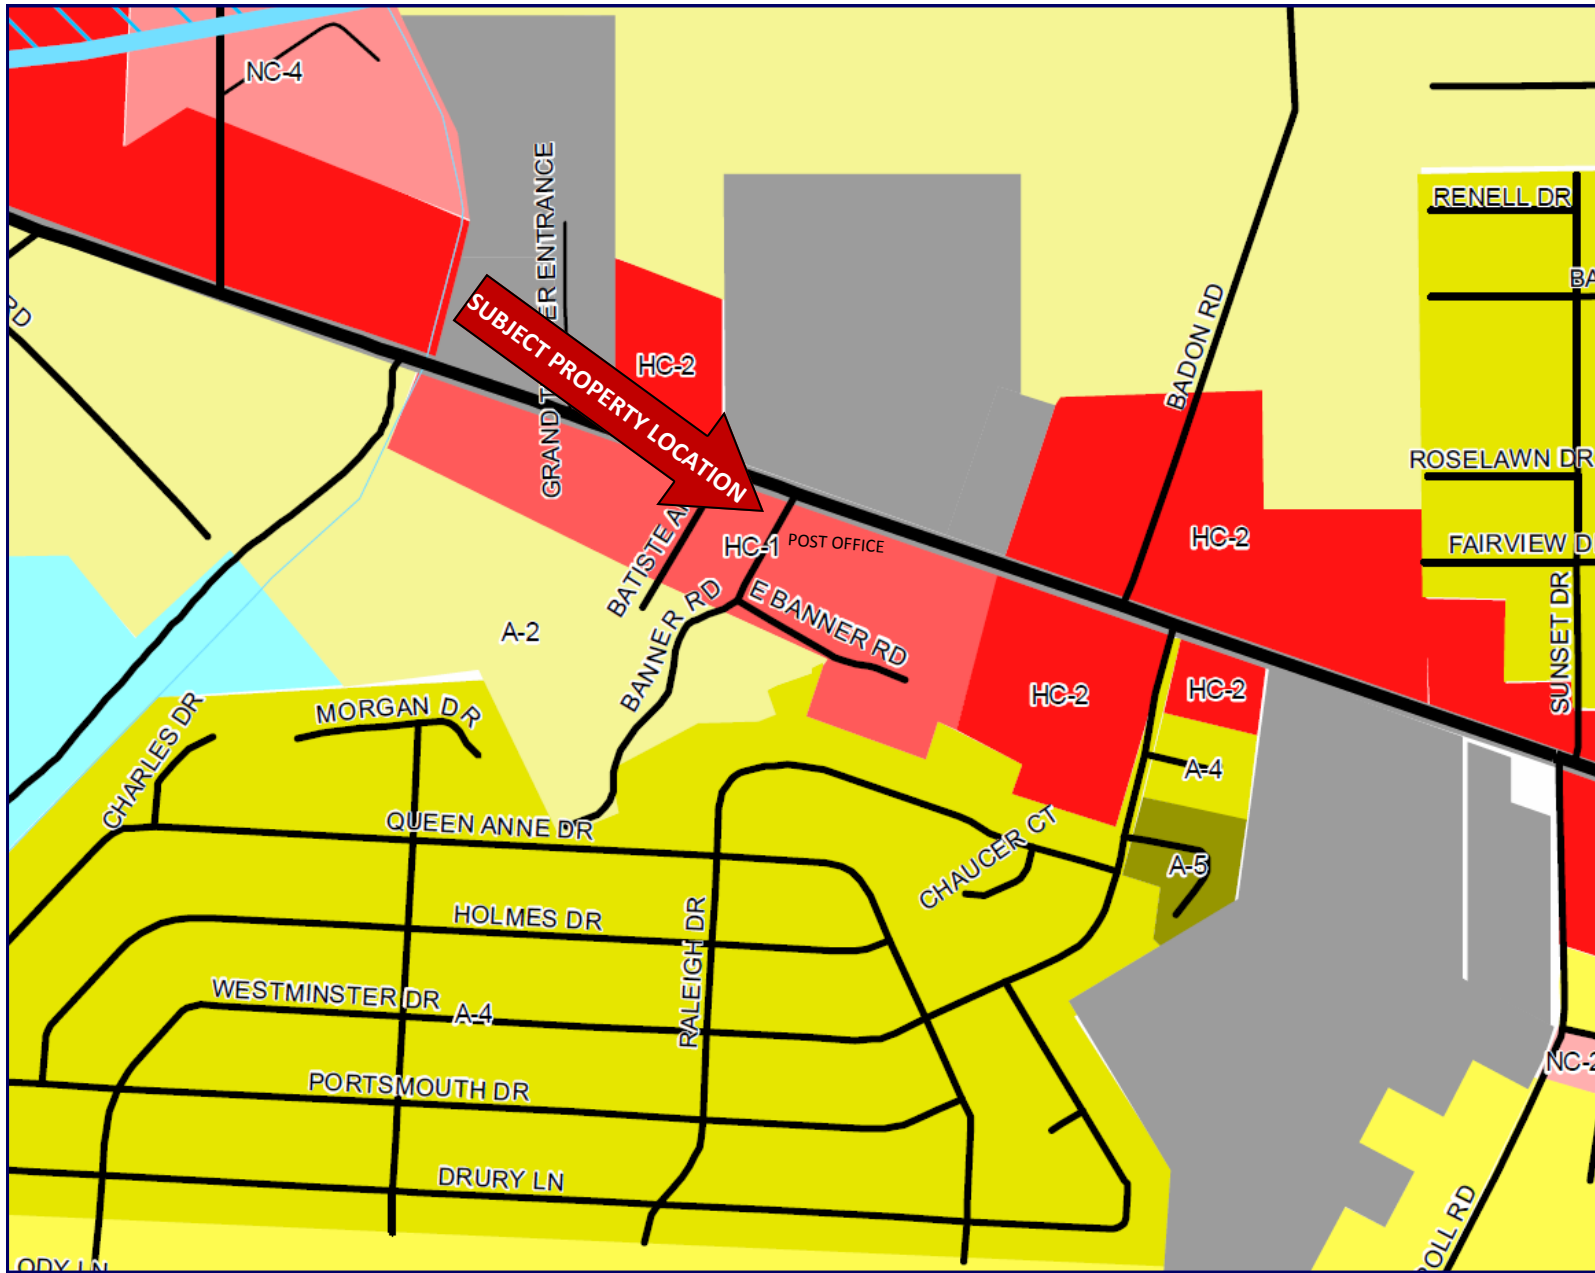 NC-4
GRAND T ER ENTRANCE
SUBJECT PROPERTY LOCATION
HC-2
BADON RD
RENELL DR
BA
RD
ROSELAWN DR
HC-2
FAIRVIEW D
HC-1
POST OFFICE
BATISTE A
E BANNER RD
BANNER RD
A-2
SUNSET DR
HC-2
HC-2
MORGAN DR
CHARLES DR
A-4
QUEEN ANNE DR
CHAUCER CT
A-5
HOLMES DR
RALEIGH DR
WESTMINSTER DR
A-4
NC-2
PORTSMOUTH DR
DRURY LN
OLL RD
ODY LN